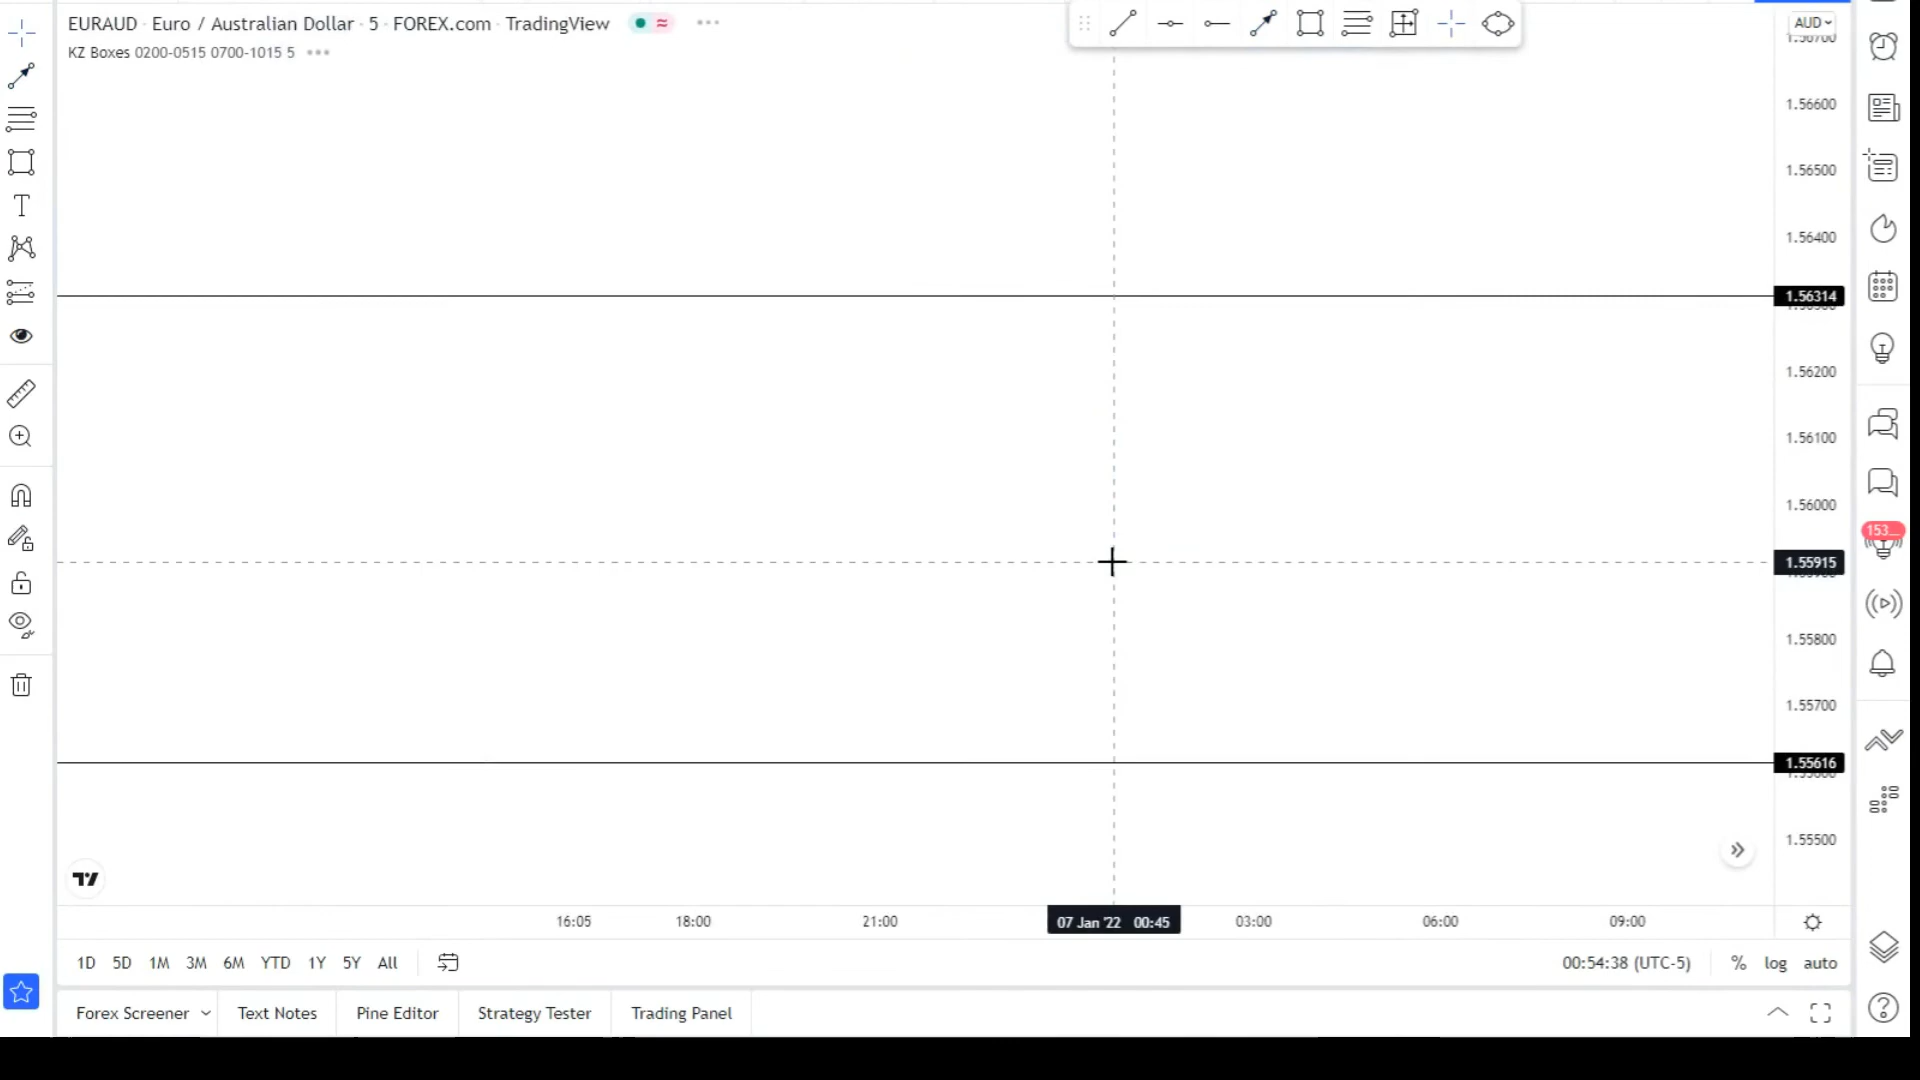 EURAUD · Euro / Australian Dollar · 5 · FOREX.com · TradingView
KZ Boxes 0200-0515 0700-1015 5
AUD
1.56700
1.56600
1.56500
1.56400
1.56314
1.56200
1.56100
1.56000
1.55915
1.55800
1.55700
1.55616
1.55500
153...
16:05 18:00 21:00 07 Jan '22 00:45 03:00 06:00 09:00
1D 5D 1M 3M 6M YTD 1Y 5Y All 00:54:38 (UTC-5) % log auto
Forex Screener Text Notes Pine Editor Strategy Tester Trading Panel